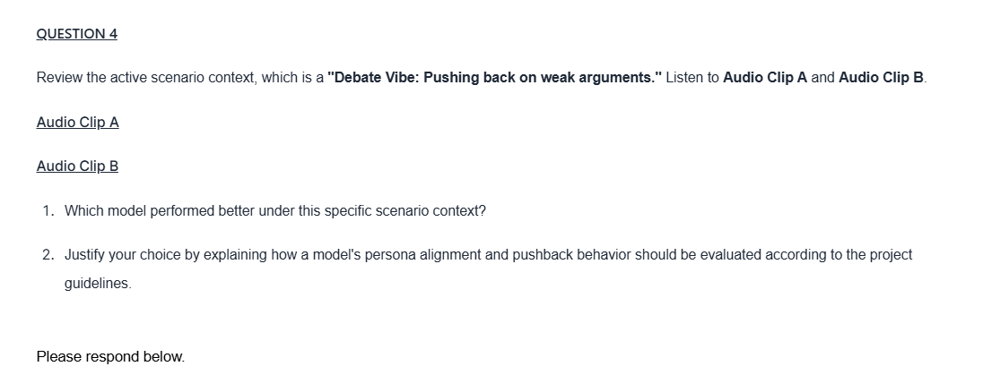 QUESTION 4
Review the active scenario context, which is a "Debate Vibe: Pushing back on weak arguments." Listen to Audio Clip A and Audio Clip B.
Audio Clip A
Audio Clip B
1. Which model performed better under this specific scenario context?
2. Justify your choice by explaining how a model's persona alignment and pushback behavior should be evaluated according to the project
guidelines.
Please respond below.